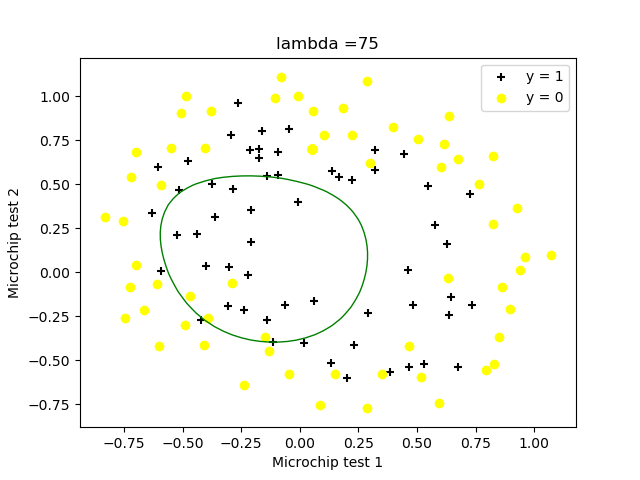 lambda =75
y = 1
y = 0
1.00
0.75
0.50
0.25
0.00
−0.25
−0.50
−0.75
Microchip test 2
−0.75 −0.50 −0.25 0.00 0.25 0.50 0.75 1.00
Microchip test 1